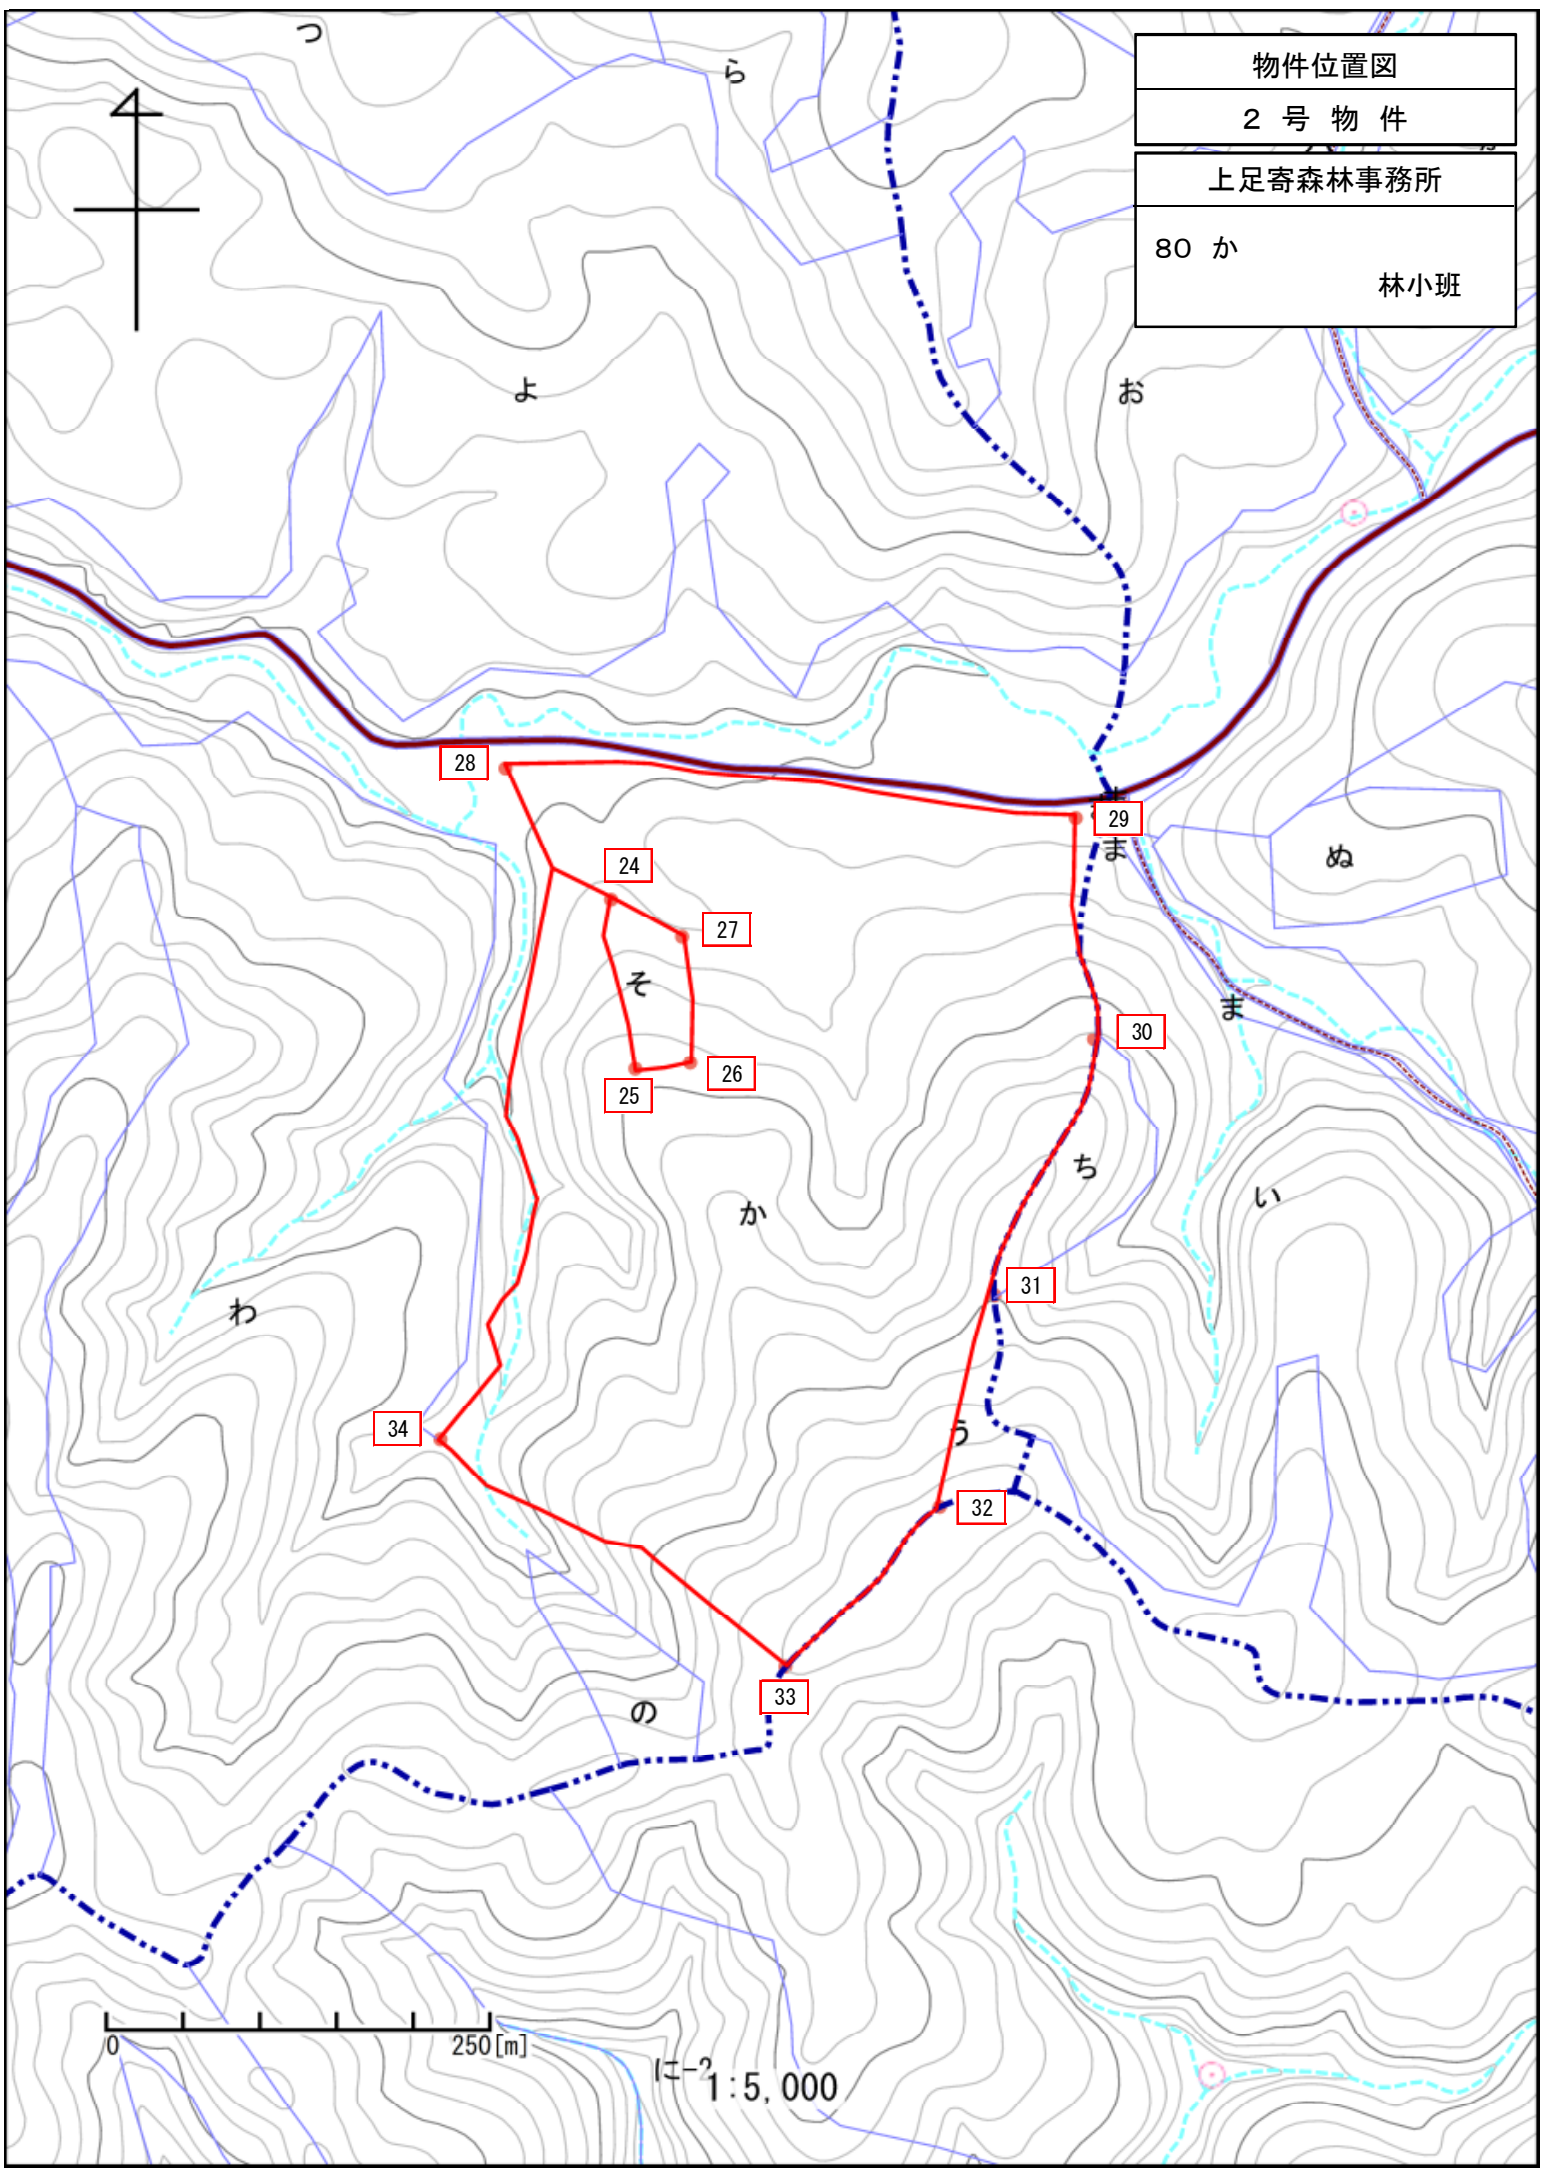 つ
ら
物件位置図
２ 号 物 件
上足寄森林事務所
８０ か
林小班
よ
お
28
29
ま
ぬ
24
27
そ
ま
30
26
25
ち
い
か
31
わ
34
う
32
33
の
0
250[m]
に-2
1:5,000